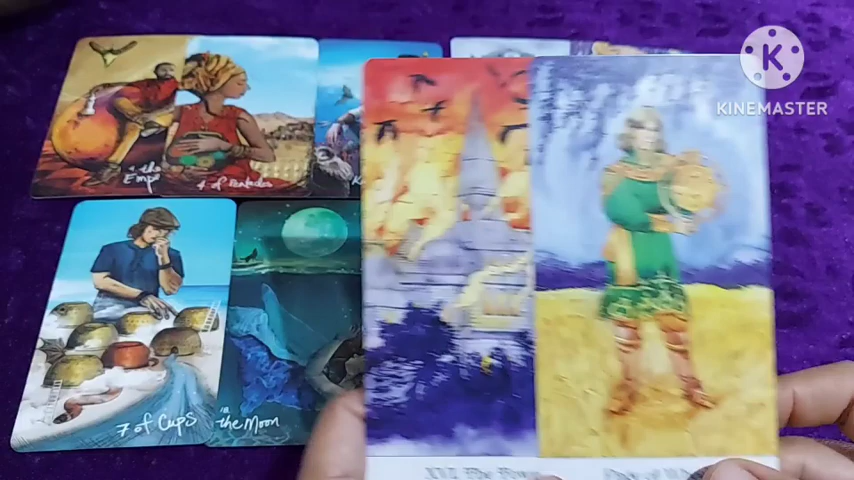 K
KINEMASTER
the
Emp
4 of Pentacles
K
7 of Cups
the Moon
XVI. The Tow